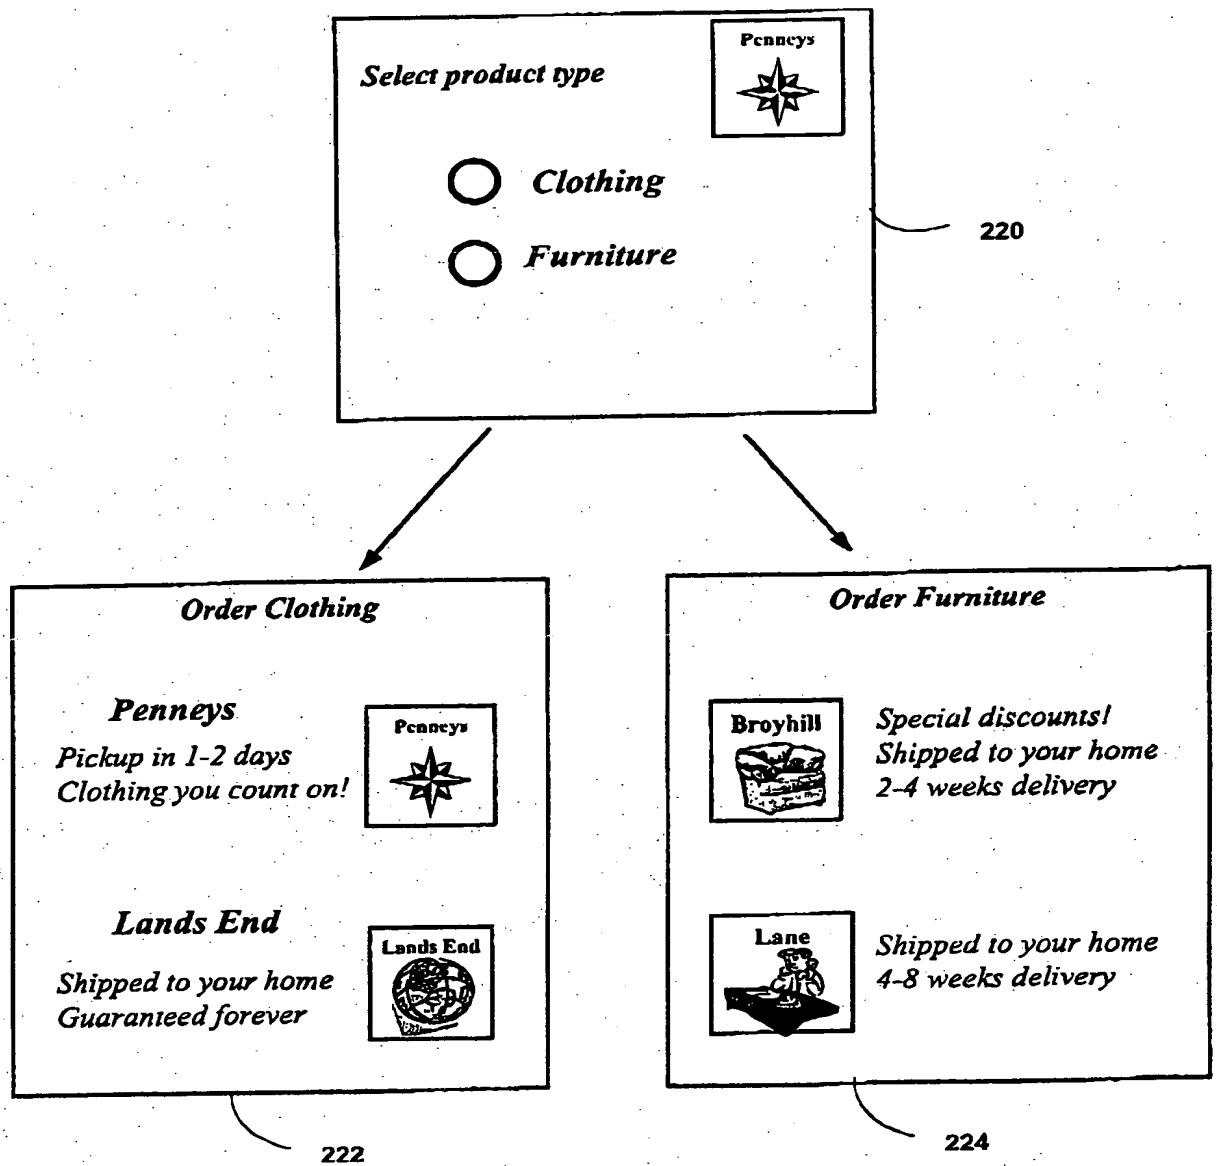 Select product type
Penneys
Clothing
Furniture
220
Order Clothing
Penneys
Pickup in 1-2 days
Clothing you count on!
Penneys
Lands End
Shipped to your home
Guaranteed forever
Lands End
222
Order Furniture
Broyhill
Special discounts!
Shipped to your home
2-4 weeks delivery
Lane
Shipped to your home
4-8 weeks delivery
224